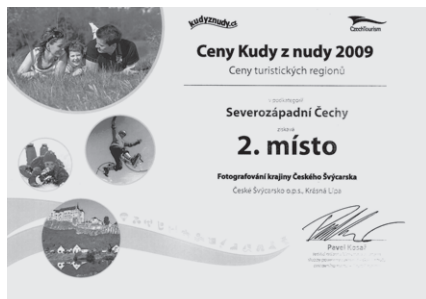 kudyznudy.cz
CzechTourism
Ceny Kudy z nudy 2009
Ceny turistických regionů
Severozápadní Čechy
získává
2. místo
Fotografování krajiny Českého Švýcarska
České Švýcarsko o.p.s., Krásná Lípa
Pavel